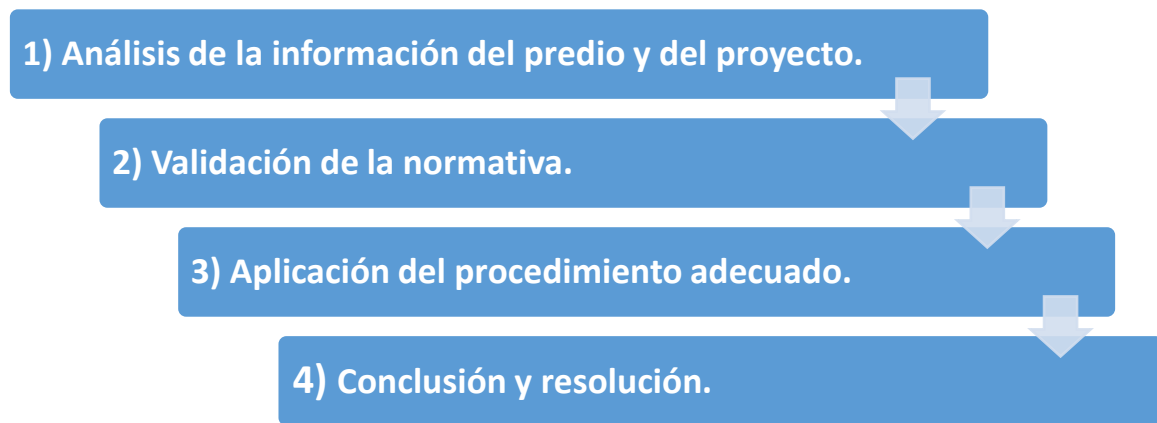 1) Análisis de la información del predio y del proyecto.
2) Validación de la normativa.
3) Aplicación del procedimiento adecuado.
4) Conclusión y resolución.